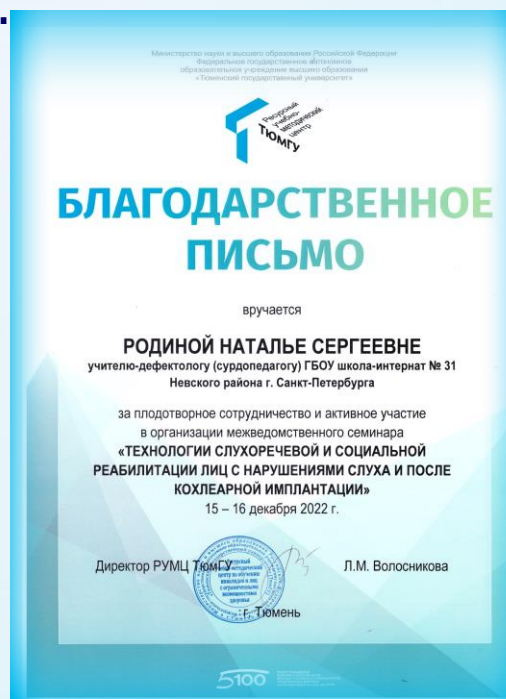 Министерство науки и высшего образования Российской Федерации
Федеральное государственное автономное
образовательное учреждение высшего образования
«Тюменский государственный университет»
Ресурсный
учебно-
методический
центр
ТЮМГУ
БЛАГОДАРСТВЕННОЕ
ПИСЬМО
вручается
РОДИНОЙ НАТАЛЬЕ СЕРГЕЕВНЕ
учителю-дефектологу (сурдопедагогу) ГБОУ школа-интернат № 31
Невского района г. Санкт-Петербурга
за плодотворное сотрудничество и активное участие
в организации межведомственного семинара
«ТЕХНОЛОГИИ СЛУХОРЕЧЕВОЙ И СОЦИАЛЬНОЙ
РЕАБИЛИТАЦИИ ЛИЦ С НАРУШЕНИЯМИ СЛУХА И ПОСЛЕ
КОХЛЕАРНОЙ ИМПЛАНТАЦИИ»
15 – 16 декабря 2022 г.
Директор РУМЦ ТюмГУ Л.М. Волосникова
г. Тюмень
5100